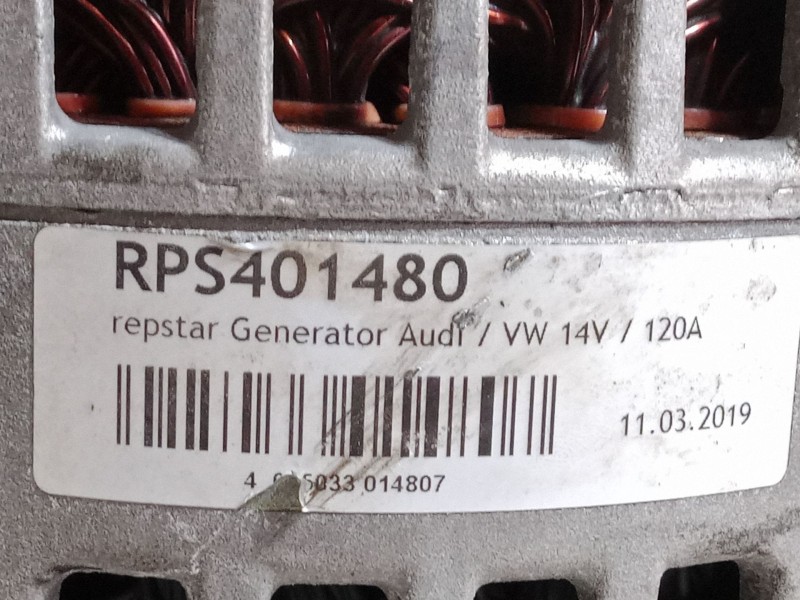 RPS401480
repstar Generator Audi / VW 14V / 120A
11.03.2019
4 014807